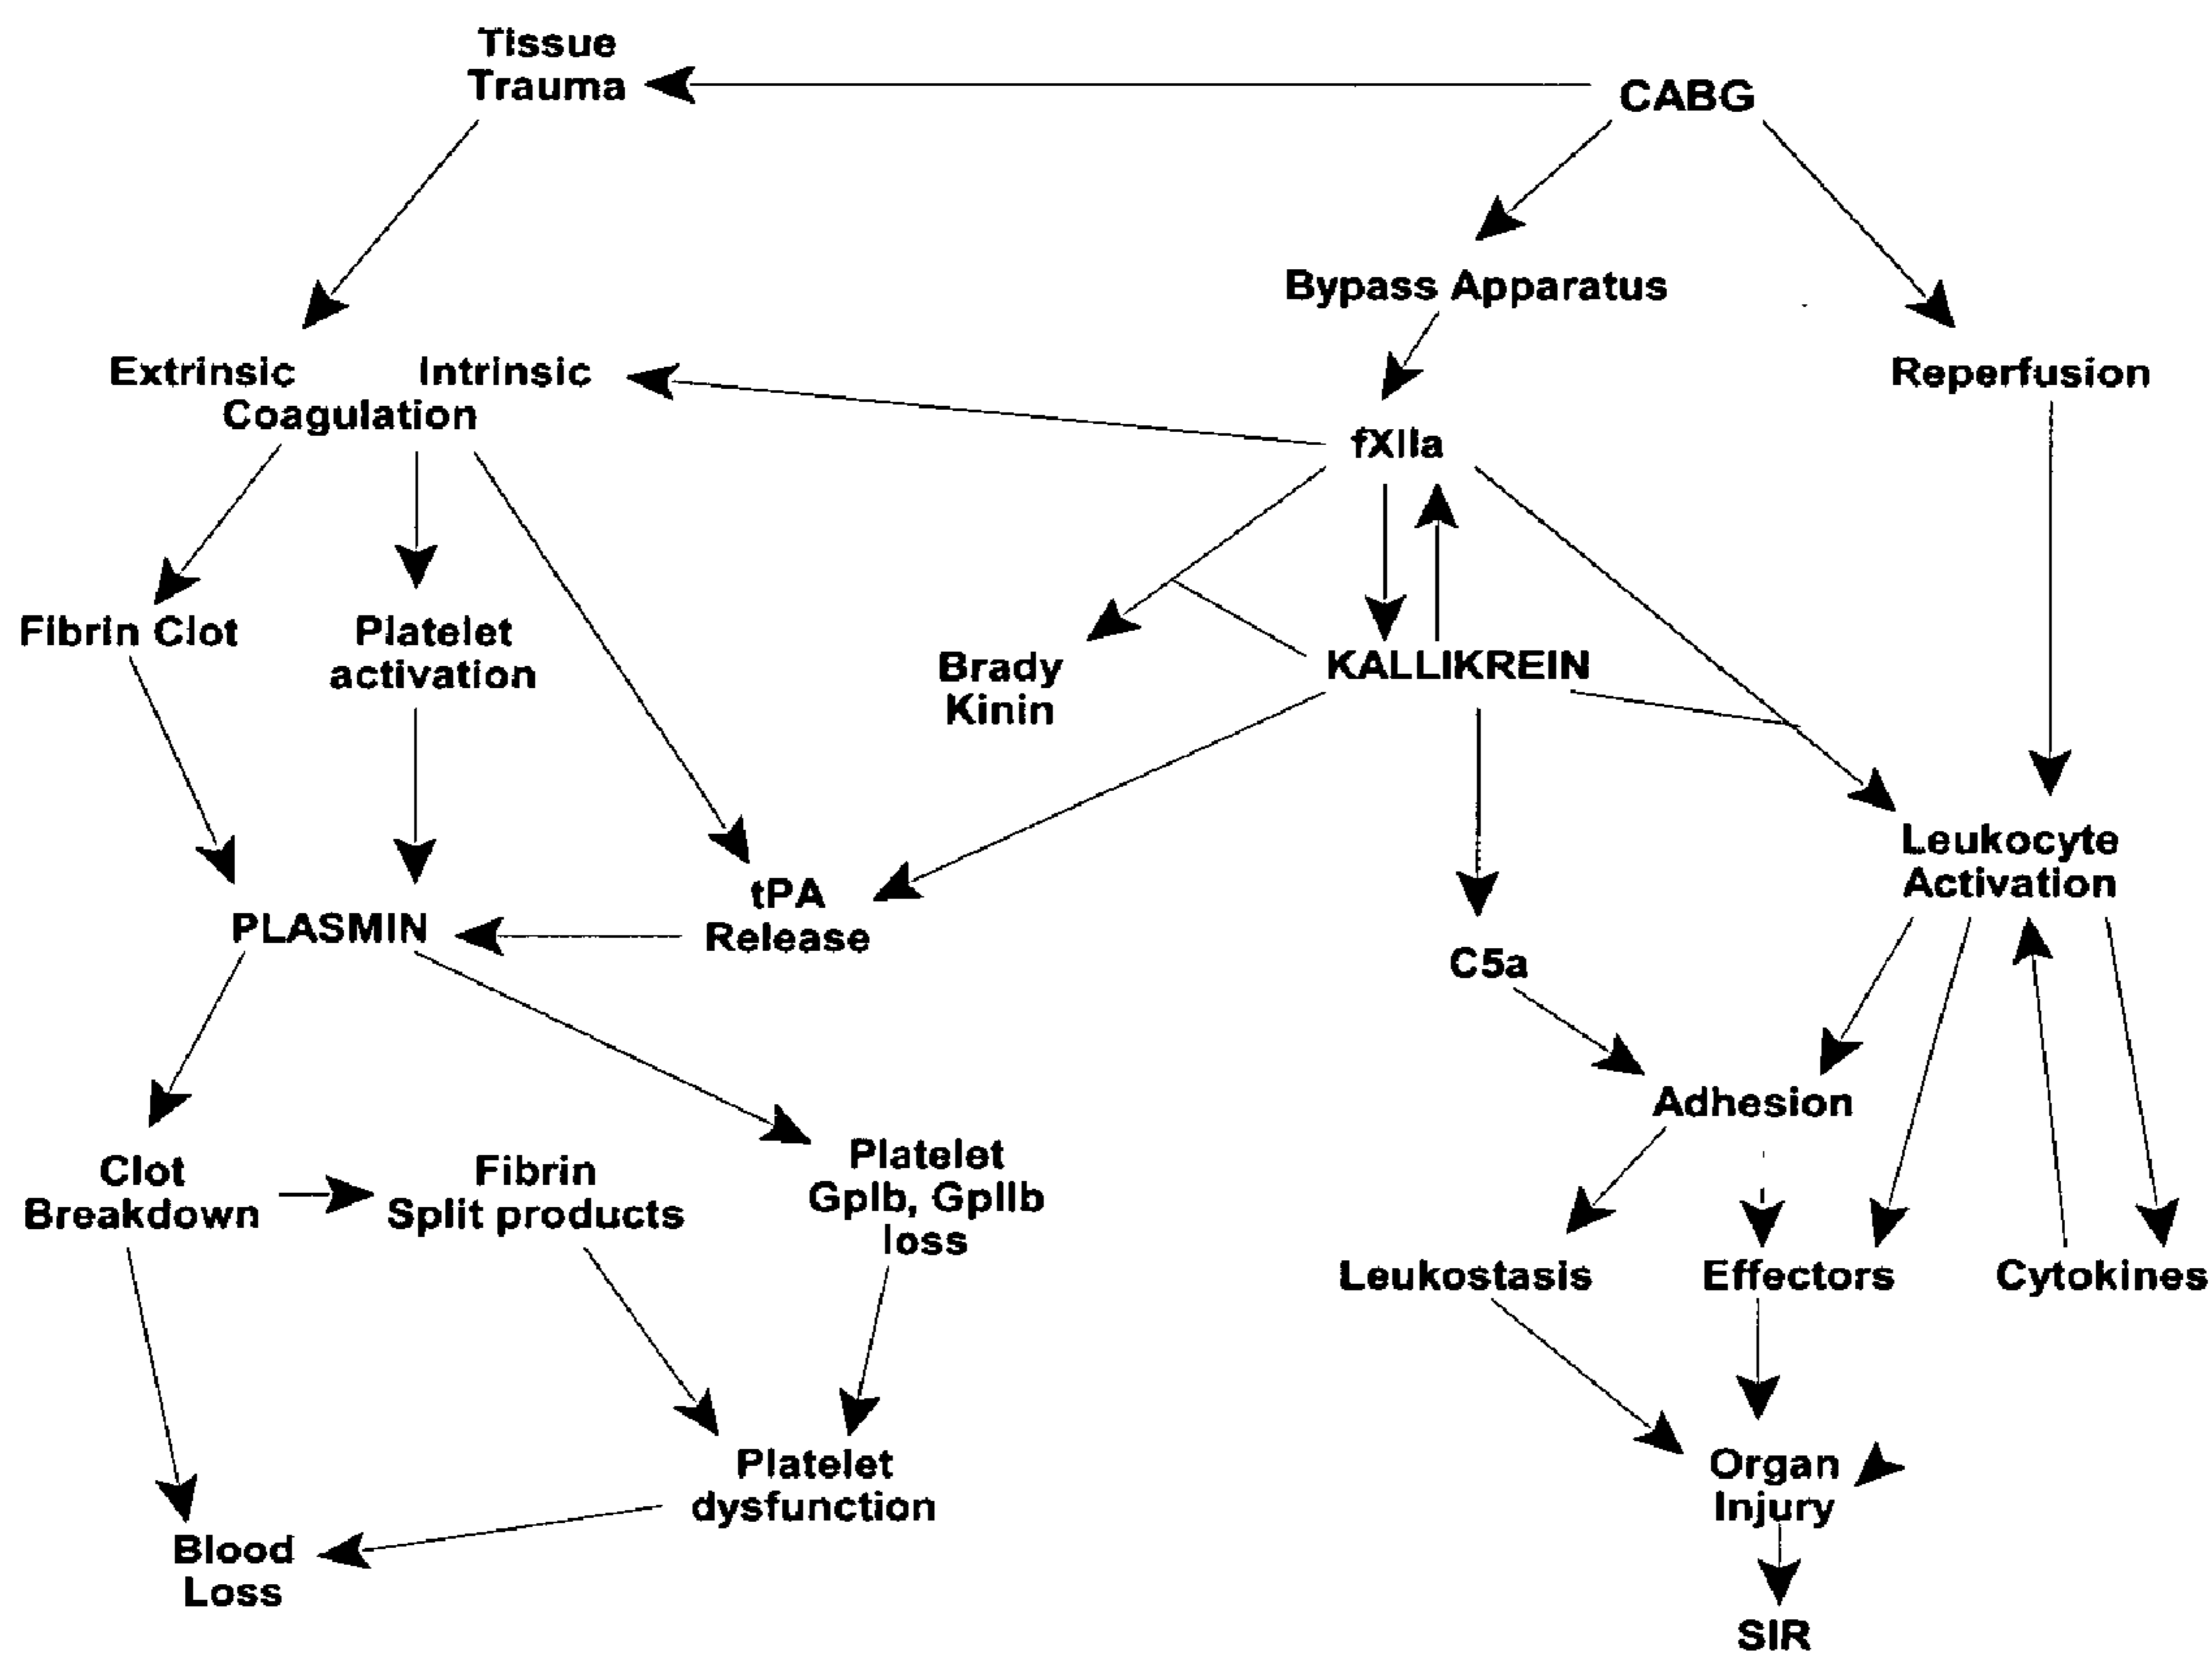 Tissue
Trauma
CABG
Bypass Apparatus
Extrinsic Intrinsic
Coagulation
Reperfusion
fXIIa
Fibrin Clot
Platelet
activation
Brady
Kinin
KALLIKREIN
Leukocyte
Activation
tPA
Release
PLASMIN
C5a
Adhesion
Clot
Breakdown
Fibrin
Split products
Platelet
GpIb, GpIIb
loss
Leukostasis
Effectors
Cytokines
Platelet
dysfunction
Organ
Injury
Blood
Loss
SIR